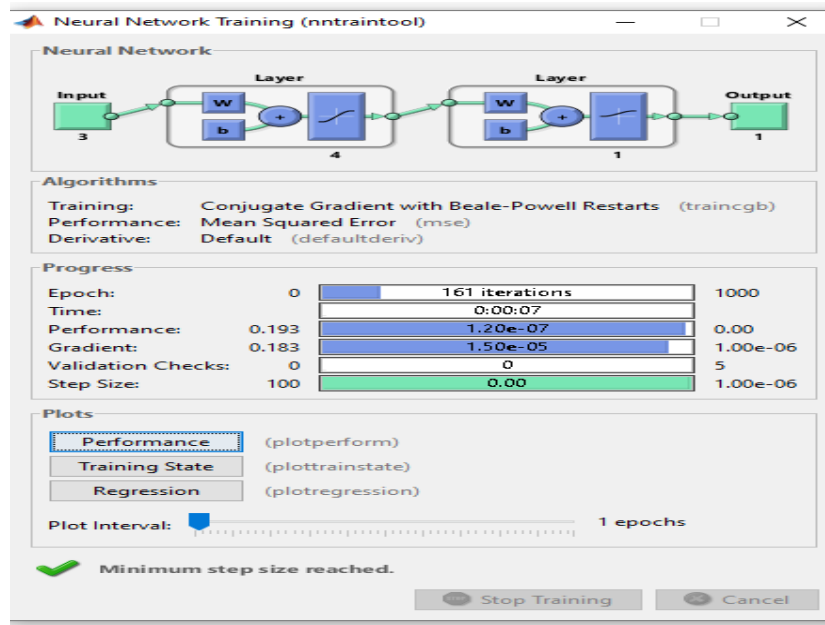 Neural Network Training (nntraintool)
Neural Network
Layer
Layer
Input
Output
W
b
+
W
b
+
3
4
1
1
Algorithms
Training: Conjugate Gradient with Beale-Powell Restarts (traincgb)
Performance: Mean Squared Error (mse)
Derivative: Default (defaultderiv)
Progress
Epoch: 0 161 iterations 1000
Time: 0:00:07
Performance: 0.193 1.20e-07 0.00
Gradient: 0.183 1.50e-05 1.00e-06
Validation Checks: 0 0 5
Step Size: 100 0.00 1.00e-06
Plots
Performance (plotperform)
Training State (plottrainstate)
Regression (plotregression)
Plot Interval: 1 epochs
Minimum step size reached.
Stop Training Cancel